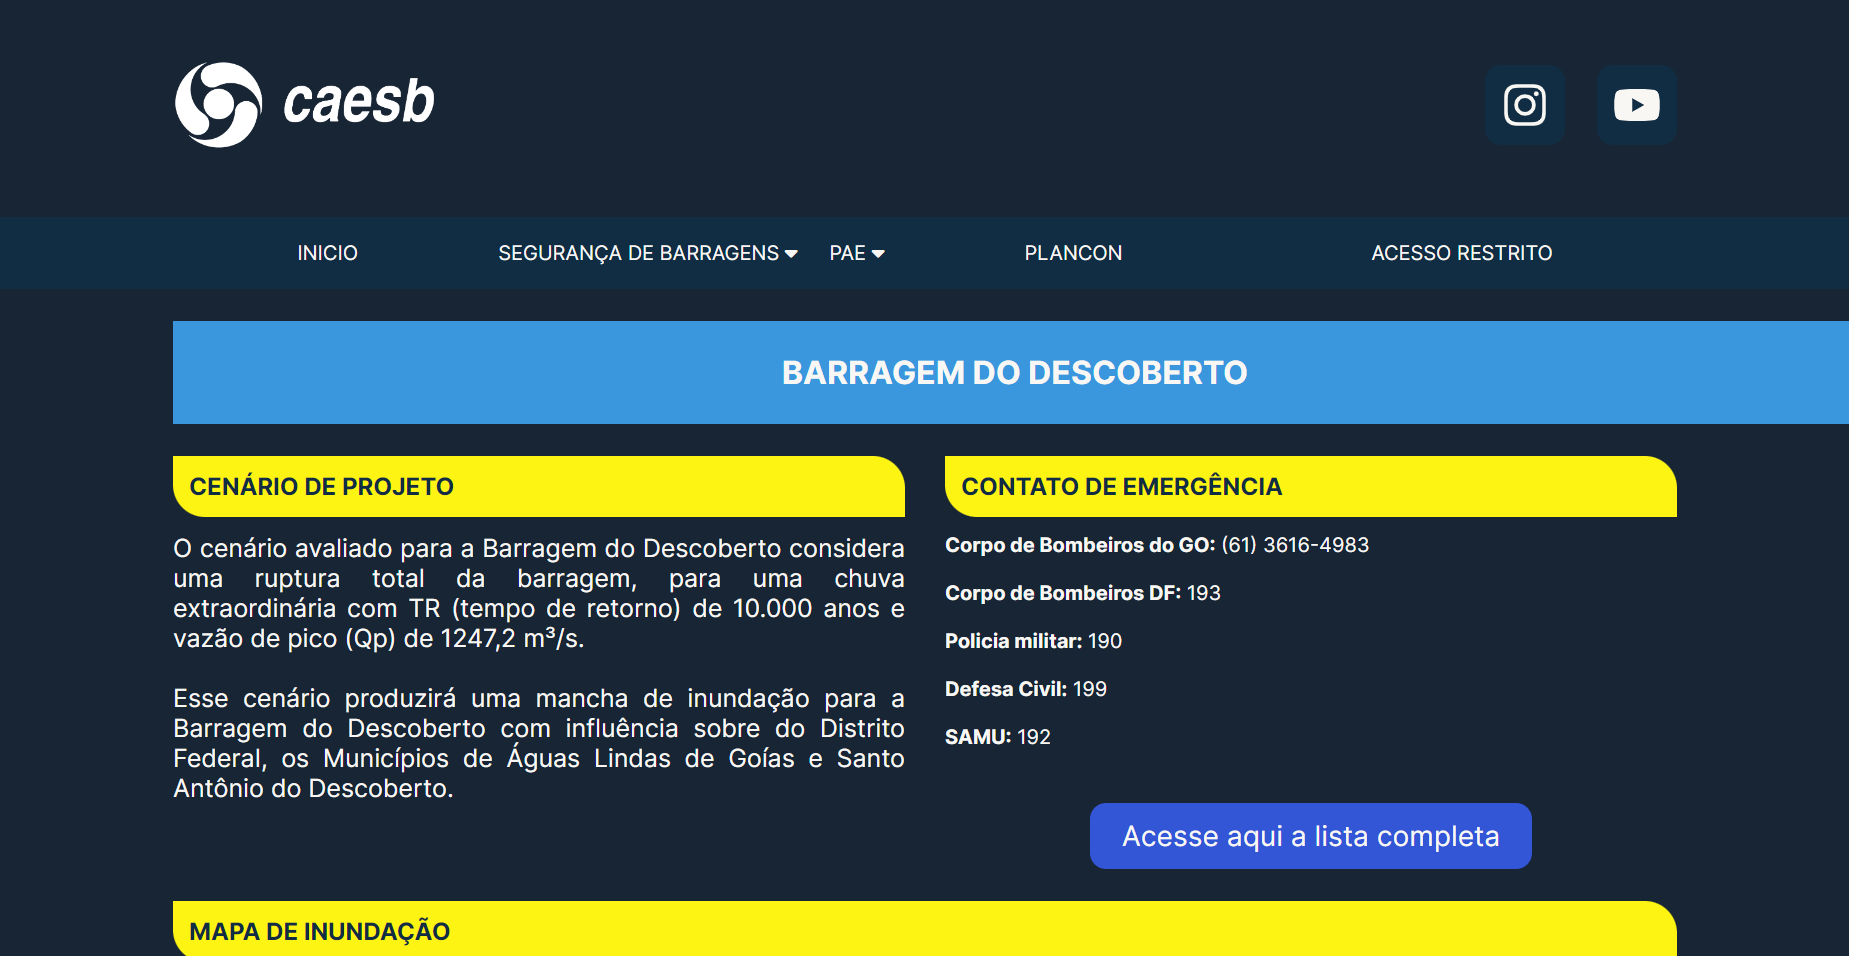 caesb
INICIO
SEGURANÇA DE BARRAGENS
PAE
PLANCON
ACESSO RESTRITO
BARRAGEM DO DESCOBERTO
CENÁRIO DE PROJETO
O cenário avaliado para a Barragem do Descoberto considera
uma ruptura total da barragem, para uma chuva
extraordinária com TR (tempo de retorno) de 10.000 anos e
vazão de pico (Qp) de 1247,2 m³/s.
Esse cenário produzirá uma mancha de inundação para a
Barragem do Descoberto com influência sobre do Distrito
Federal, os Municípios de Águas Lindas de Goías e Santo
Antônio do Descoberto.
CONTATO DE EMERGÊNCIA
Corpo de Bombeiros do GO: (61) 3616-4983
Corpo de Bombeiros DF: 193
Policia militar: 190
Defesa Civil: 199
SAMU: 192
Acesse aqui a lista completa
MAPA DE INUNDAÇÃO